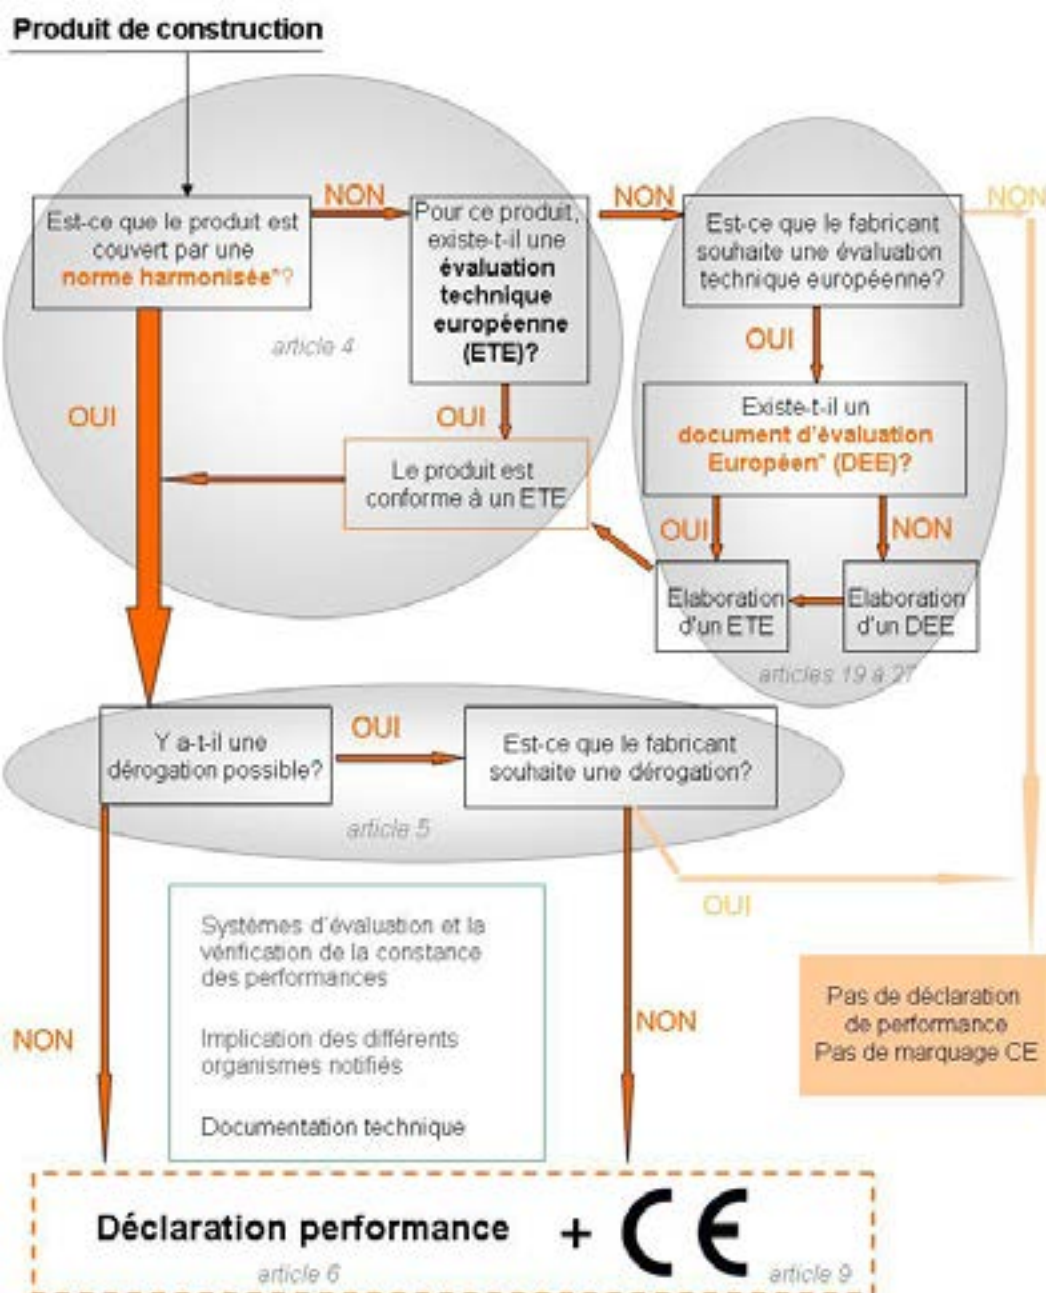 Produit de construction
NON
NON
NON
Est-ce que le produit est
couvert par une
norme harmonisée*?
Pour ce produit,
existe-t-il une
évaluation
technique
européenne
(ETE)?
Est-ce que le fabricant
souhaite une évaluation
technique européenne?
article 4
OUI
OUI
OUI
Existe-t-il un
document d'évaluation
Européen* (DEE)?
Le produit est
conforme à un ETE
OUI
NON
Elaboration
d'un ETE
Elaboration
d'un DEE
articles 19 à 27
Y a-t-il une
dérogation possible?
OUI
Est-ce que le fabricant
souhaite une dérogation?
article 5
OUI
Systèmes d'évaluation et la
vérification de la constance
des performances
Implication des différents
organismes notifiés
Documentation technique
NON
NON
Pas de déclaration
de performance
Pas de marquage CE
Déclaration performance + CE
article 6
article 9